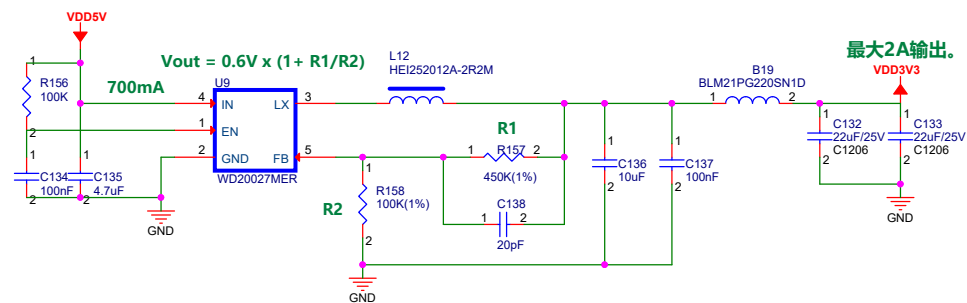 VDD5V
Vout = 0.6V x (1+ R1/R2)
L12
HEI252012A-2R2M
最大2A输出。
VDD3V3
B19
BLM21PG220SN1D
1
R156
100K
2
700mA
U9
4
IN
LX
3
1
EN
2
GND
FB
5
WD20027MER
R1
1
R157
2
450K(1%)
1
2
1
C132
22uF/25V
C1206
2
1
C133
22uF/25V
C1206
2
1
C136
10uF
2
1
C137
100nF
2
1
C134
100nF
2
1
C135
4.7uF
2
R2
1
R158
100K(1%)
2
C138
1
2
20pF
GND
GND
GND